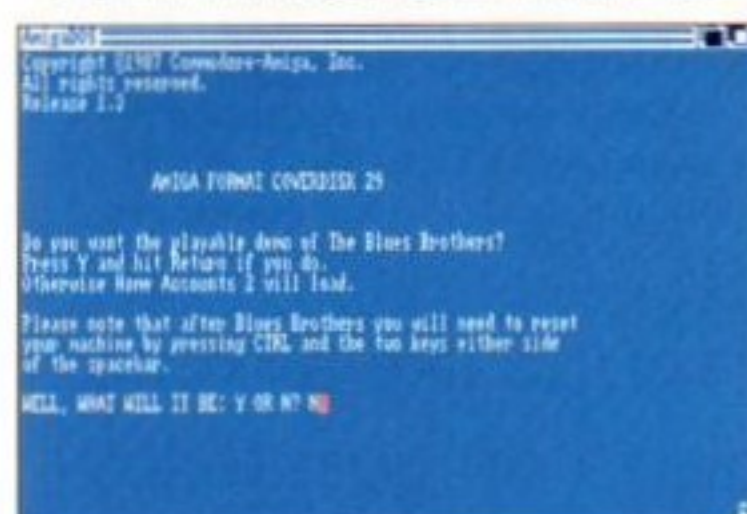 AmigaDOS
Copyright ©1987 Commodore-Amiga, Inc.
All rights reserved.
Release 1.3
AMIGA FORMAT COVERDISK 29
Do you want the playable demo of The Blues Brothers?
Press Y and hit Return if you do.
Otherwise Home Accounts 2 will load.
Please note that after Blues Brothers you will need to reset
your machine by pressing CTRL and the two keys either side
of the spacebar.
WELL, WHAT WILL IT BE: Y OR N? N